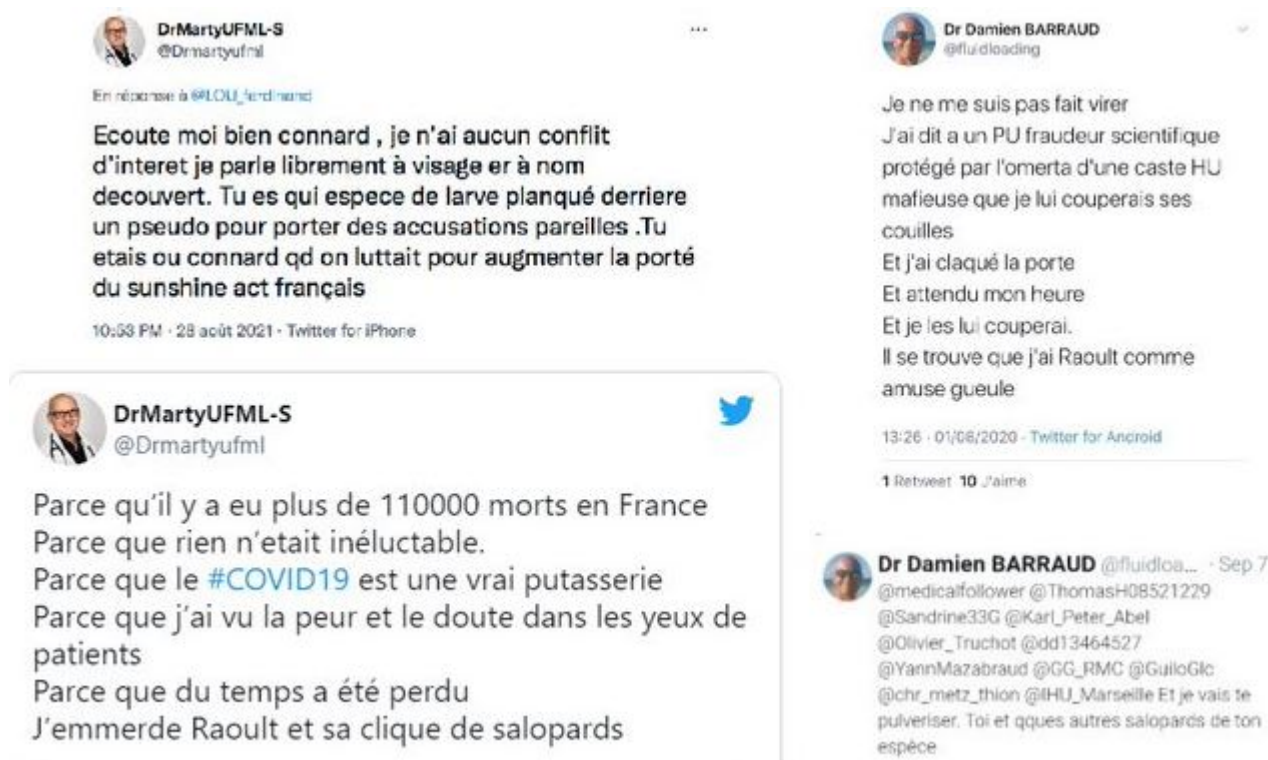 DrMartyUFML-S
@Drmartyufml
...
En réponse à @LOU_ferdinand
Ecoute moi bien connard , je n'ai aucun conflit
d'interet je parle librement à visage er à nom
decouvert. Tu es qui espece de larve planqué derriere
un pseudo pour porter des accusations pareilles .Tu
etais ou connard qd on luttait pour augmenter la porté
du sunshine act français
10:53 PM · 28 août 2021 · Twitter for iPhone
DrMartyUFML-S
@Drmartyufml
Parce qu'il y a eu plus de 110000 morts en France
Parce que rien n'etait inéluctable.
Parce que le #COVID19 est une vrai putasserie
Parce que j'ai vu la peur et le doute dans les yeux de
patients
Parce que du temps a été perdu
J'emmerde Raoult et sa clique de salopards
Dr Damien BARRAUD
@fluidloading
Je ne me suis pas fait virer
J'ai dit a un PU fraudeur scientifique
protégé par l'omerta d'une caste HU
mafieuse que je lui couperais ses
couilles
Et j'ai claqué la porte
Et attendu mon heure
Et je les lui couperai.
Il se trouve que j'ai Raoult comme
amuse gueule
13:26 · 01/08/2020 · Twitter for Android
1 Retweet 10 J'aime
Dr Damien BARRAUD @fluidloa... · Sep 7
@medicalfollower @ThomasH08521229
@Sandrine33G @Karl_Peter_Abel
@Olivier_Truchot @dd13464527
@YannMazabraud @GG_RMC @GuiloGlc
@chr_metz_thion @IHU_Marseille Et je vais te
pulveriser. Toi et qques autres salopards de ton
espèce